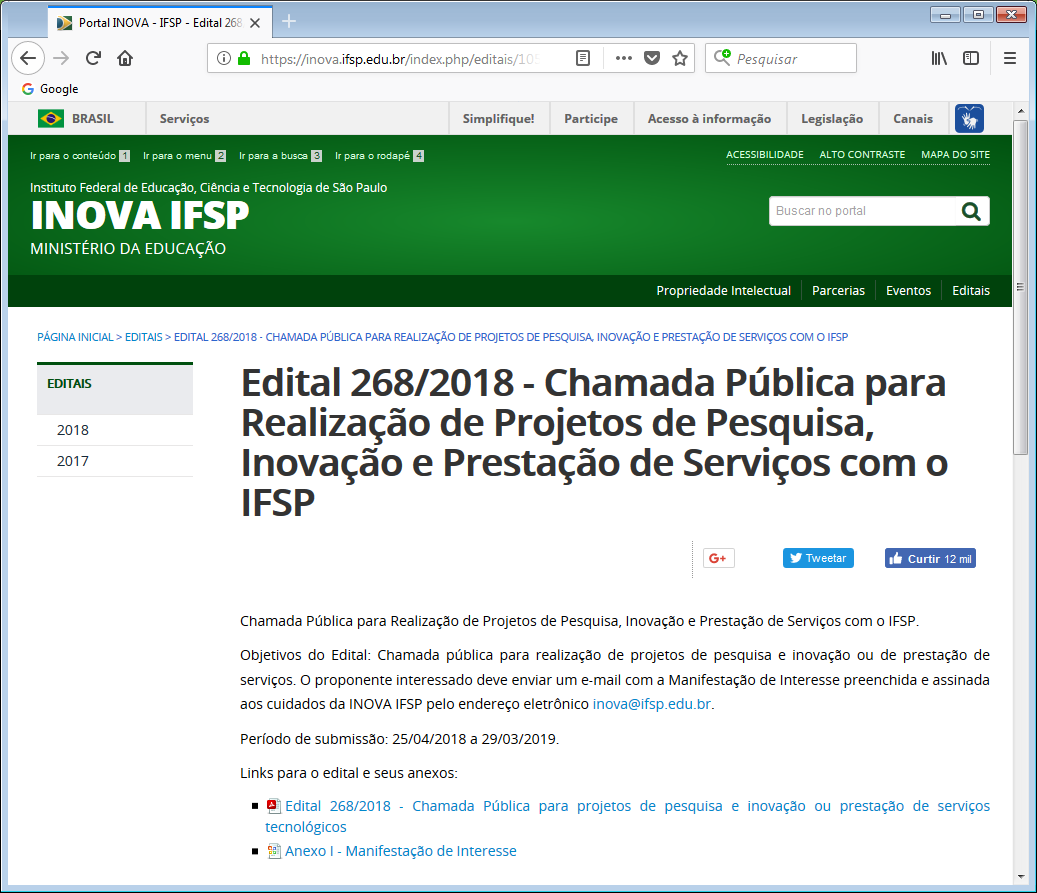 Portal INOVA - IFSP - Edital 268
https://inova.ifsp.edu.br/index.php/editais/105
Pesquisar
Google
BRASIL Serviços Simplifique! Participe Acesso à informação Legislação Canais
Ir para o conteúdo 1 Ir para o menu 2 Ir para a busca 3 Ir para o rodapé 4 ACESSIBILIDADE ALTO CONTRASTE MAPA DO SITE
Instituto Federal de Educação, Ciência e Tecnologia de São Paulo
INOVA IFSP
MINISTÉRIO DA EDUCAÇÃO
Buscar no portal
Propriedade Intelectual Parcerias Eventos Editais
PÁGINA INICIAL > EDITAIS > EDITAL 268/2018 - CHAMADA PÚBLICA PARA REALIZAÇÃO DE PROJETOS DE PESQUISA, INOVAÇÃO E PRESTAÇÃO DE SERVIÇOS COM O IFSP
EDITAIS
2018
2017
Edital 268/2018 - Chamada Pública para
Realização de Projetos de Pesquisa,
Inovação e Prestação de Serviços com o
IFSP
G+ Tweetar Curtir 12 mil
Chamada Pública para Realização de Projetos de Pesquisa, Inovação e Prestação de Serviços com o IFSP.
Objetivos do Edital: Chamada pública para realização de projetos de pesquisa e inovação ou de prestação de
serviços. O proponente interessado deve enviar um e-mail com a Manifestação de Interesse preenchida e assinada
aos cuidados da INOVA IFSP pelo endereço eletrônico inova@ifsp.edu.br.
Período de submissão: 25/04/2018 a 29/03/2019.
Links para o edital e seus anexos:
Edital 268/2018 - Chamada Pública para projetos de pesquisa e inovação ou prestação de serviços
tecnológicos
Anexo I - Manifestação de Interesse